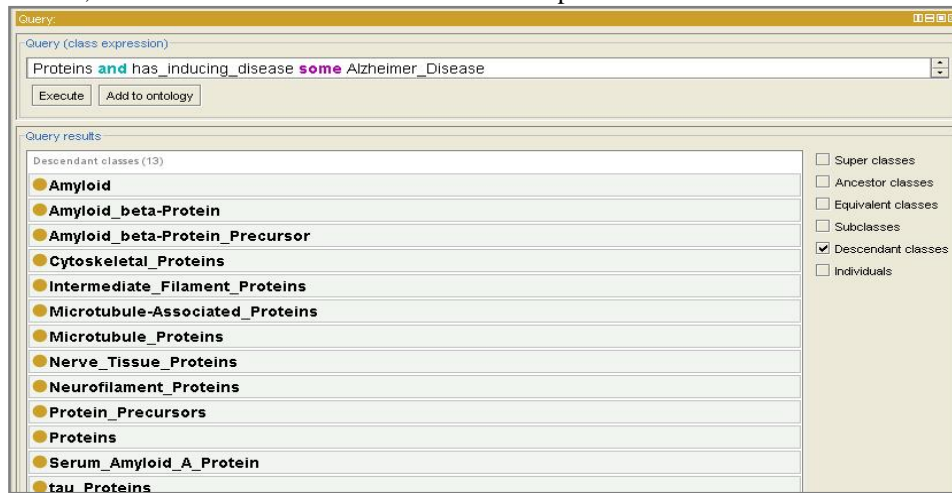 Query:
Query (class expression)
Proteins and has_inducing_disease some Alzheimer_Disease
Execute Add to ontology
Query results
Descendant classes (13)
Amyloid
Amyloid_beta-Protein
Amyloid_beta-Protein_Precursor
Cytoskeletal_Proteins
Intermediate_Filament_Proteins
Microtubule-Associated_Proteins
Microtubule_Proteins
Nerve_Tissue_Proteins
Neurofilament_Proteins
Protein_Precursors
Proteins
Serum_Amyloid_A_Protein
tau_Proteins
Super classes
Ancestor classes
Equivalent classes
Subclasses
Descendant classes
Individuals